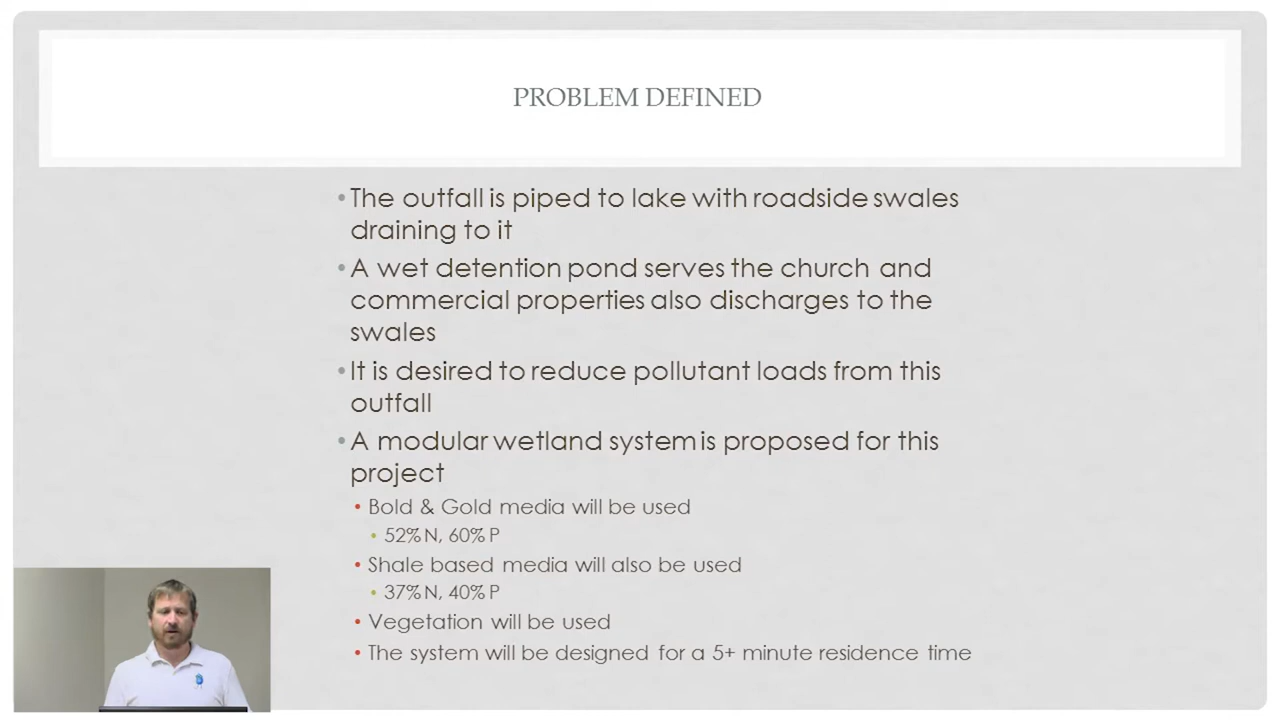 PROBLEM DEFINED
•The outfall is piped to lake with roadside swales
draining to it
•A wet detention pond serves the church and
commercial properties also discharges to the
swales
•It is desired to reduce pollutant loads from this
outfall
•A modular wetland system is proposed for this
project
• Bold & Gold media will be used
• 52% N, 60% P
• Shale based media will also be used
• 37% N, 40% P
• Vegetation will be used
• The system will be designed for a 5+ minute residence time